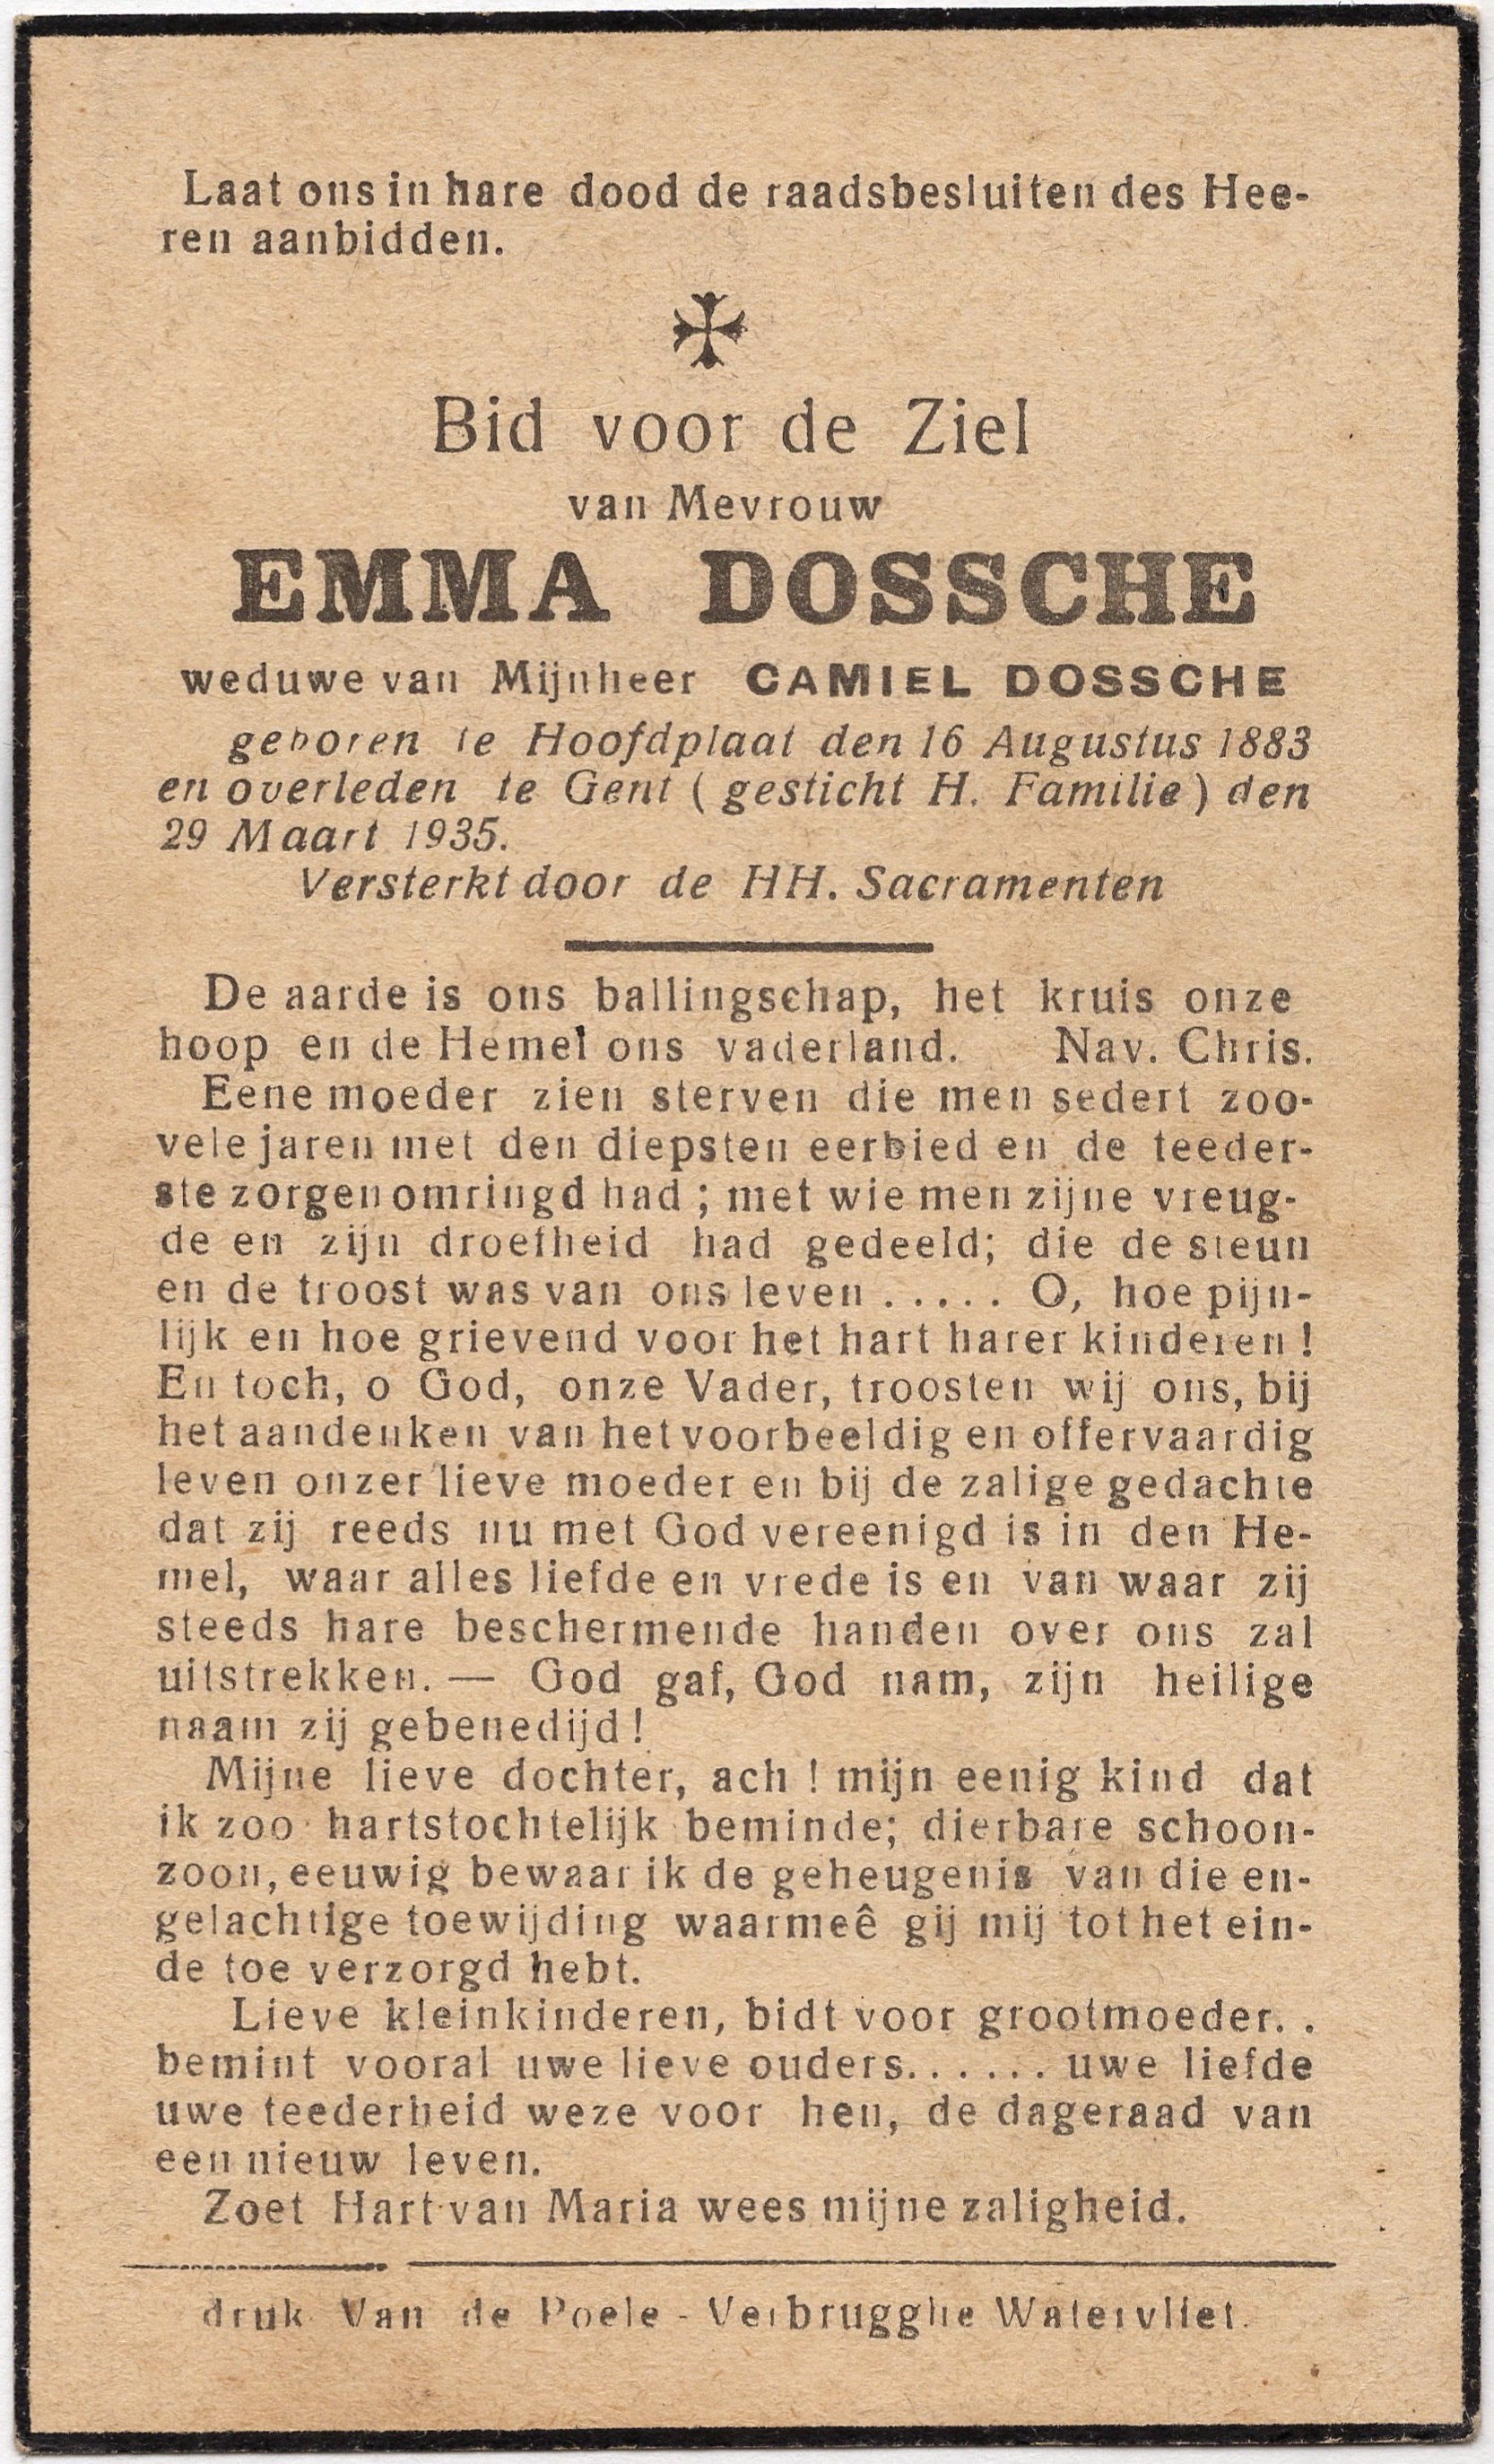 Laat ons in hare dood de raadsbesluiten des Hee-
ren aanbidden.
Bid voor de Ziel
van Mevrouw
EMMA DOSSCHE
weduwe van Mijnheer CAMIEL DOSSCHE
geboren te Hoofdplaat den 16 Augustus 1883
en overleden te Gent ( gesticht H. Familie ) den
29 Maart 1935.
Versterkt door de HH. Sacramenten
De aarde is ons ballingschap, het kruis onze
hoop en de Hemel ons vaderland. Nav. Chris.
Eene moeder zien sterven die men sedert zoo-
vele jaren met den diepsten eerbied en de teeder-
ste zorgen omringd had ; met wie men zijne vreug-
de en zijn droefheid had gedeeld; die de steun
en de troost was van ons leven ..... O, hoe pijn-
lijk en hoe grievend voor het hart harer kinderen !
En toch, o God, onze Vader, troosten wij ons, bij
het aandenken van het voorbeeldig en offervaardig
leven onzer lieve moeder en bij de zalige gedachte
dat zij reeds nu met God vereenigd is in den He-
mel, waar alles liefde en vrede is en van waar zij
steeds hare beschermende handen over ons zal
uitstrekken. — God gaf, God nam, zijn heilige
naam zij gebenedijd !
Mijne lieve dochter, ach ! mijn eenig kind dat
ik zoo hartstochtelijk beminde; dierbare schoon-
zoon, eeuwig bewaar ik de geheugenis van die en-
gelachtige toewijding waarmeê gij mij tot het ein-
de toe verzorgd hebt.
Lieve kleinkinderen, bidt voor grootmoeder. .
bemint vooral uwe lieve ouders...... uwe liefde
uwe teederheid weze voor hen, de dageraad van
een nieuw leven.
Zoet Hart van Maria wees mijne zaligheid.
druk Van de Poele - Verbrugghe Watervliet.